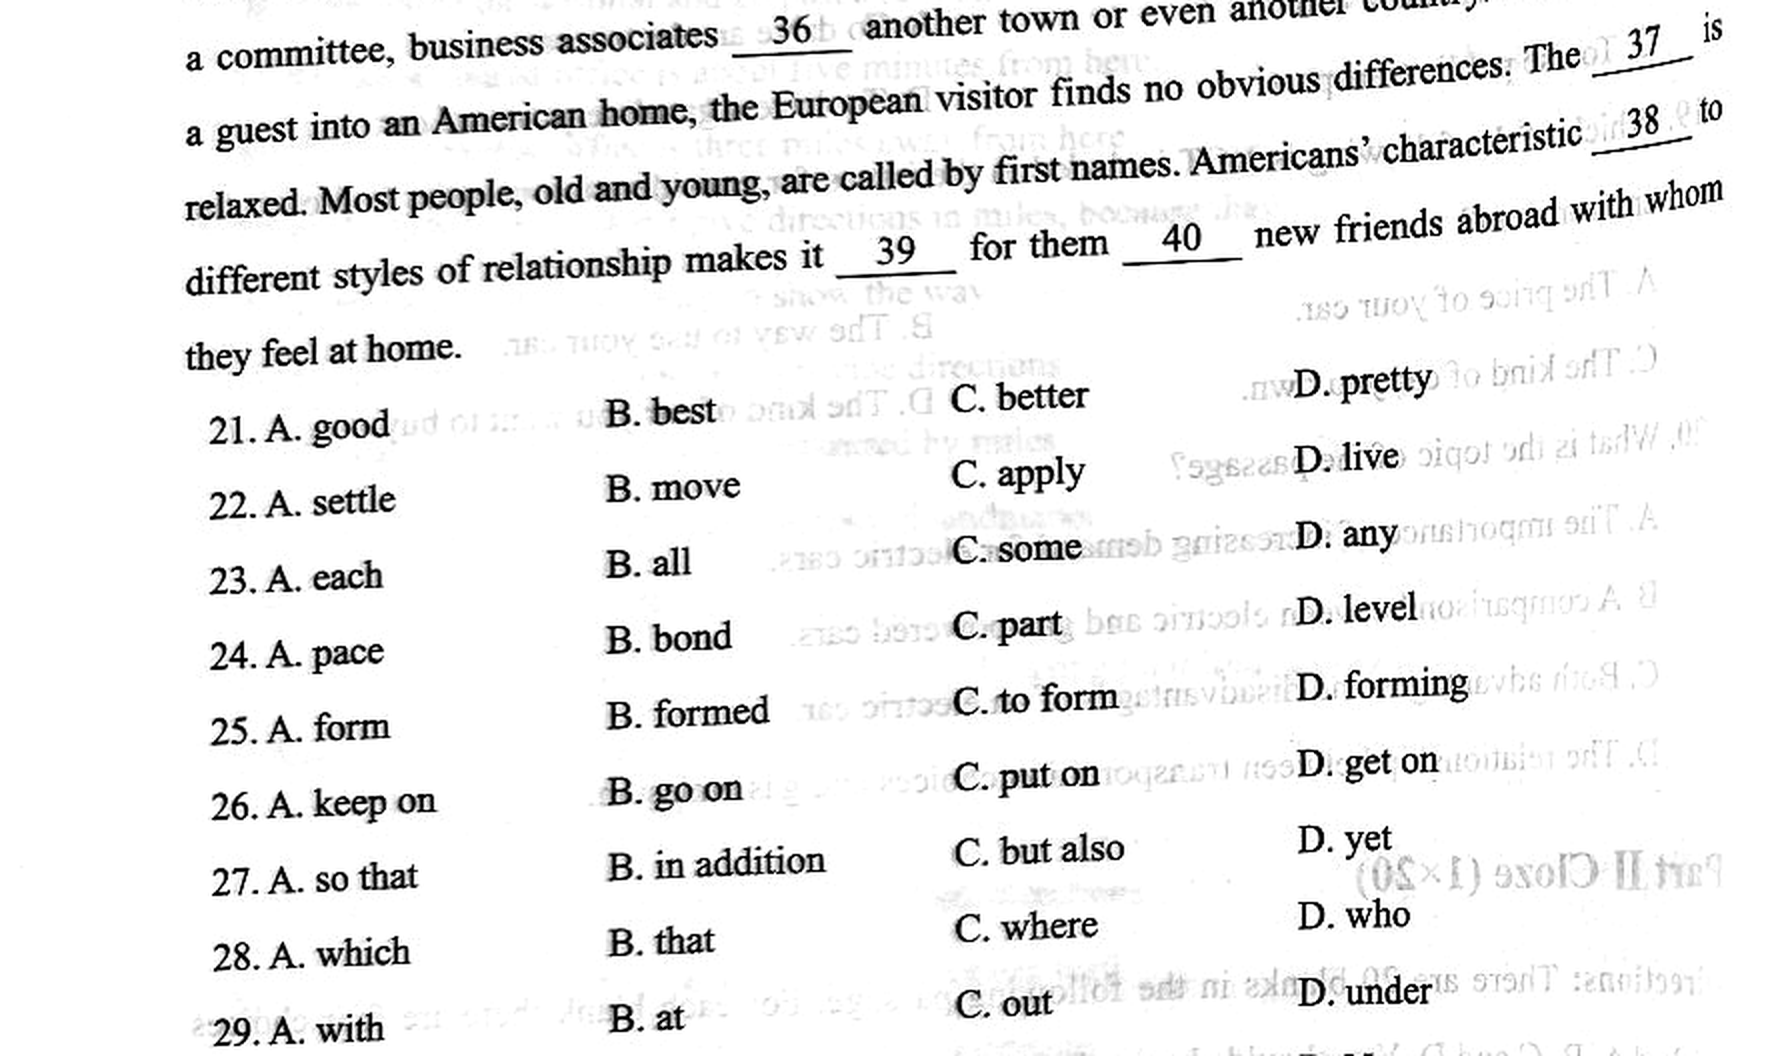 a committee, business associates 36 another town or even another country.
a guest into an American home, the European visitor finds no obvious differences. The 37 is
relaxed. Most people, old and young, are called by first names. Americans' characteristic 38 to
different styles of relationship makes it 39 for them 40 new friends abroad with whom
they feel at home.
21. A. good B. best C. better D. pretty
22. A. settle B. move C. apply D. live
23. A. each B. all C. some D. any
24. A. pace B. bond C. part D. level
25. A. form B. formed C. to form D. forming
26. A. keep on B. go on C. put on D. get on
27. A. so that B. in addition C. but also D. yet
28. A. which B. that C. where D. who
29. A. with B. at C. out D. under